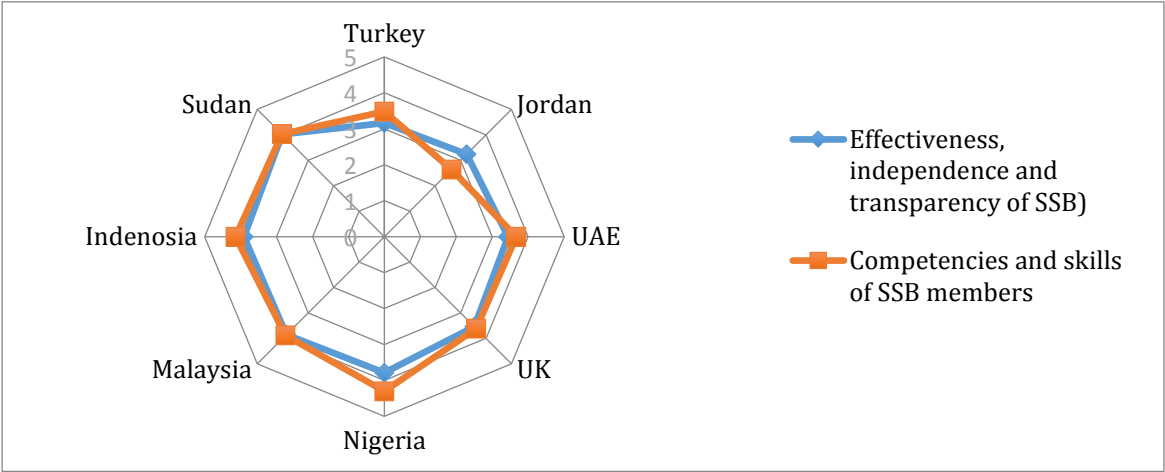 Turkey
Jordan
UAE
UK
Nigeria
Malaysia
Indenosia
Sudan
5
4
3
2
1
0
Effectiveness,
independence and
transparency of SSB)
Competencies and skills
of SSB members